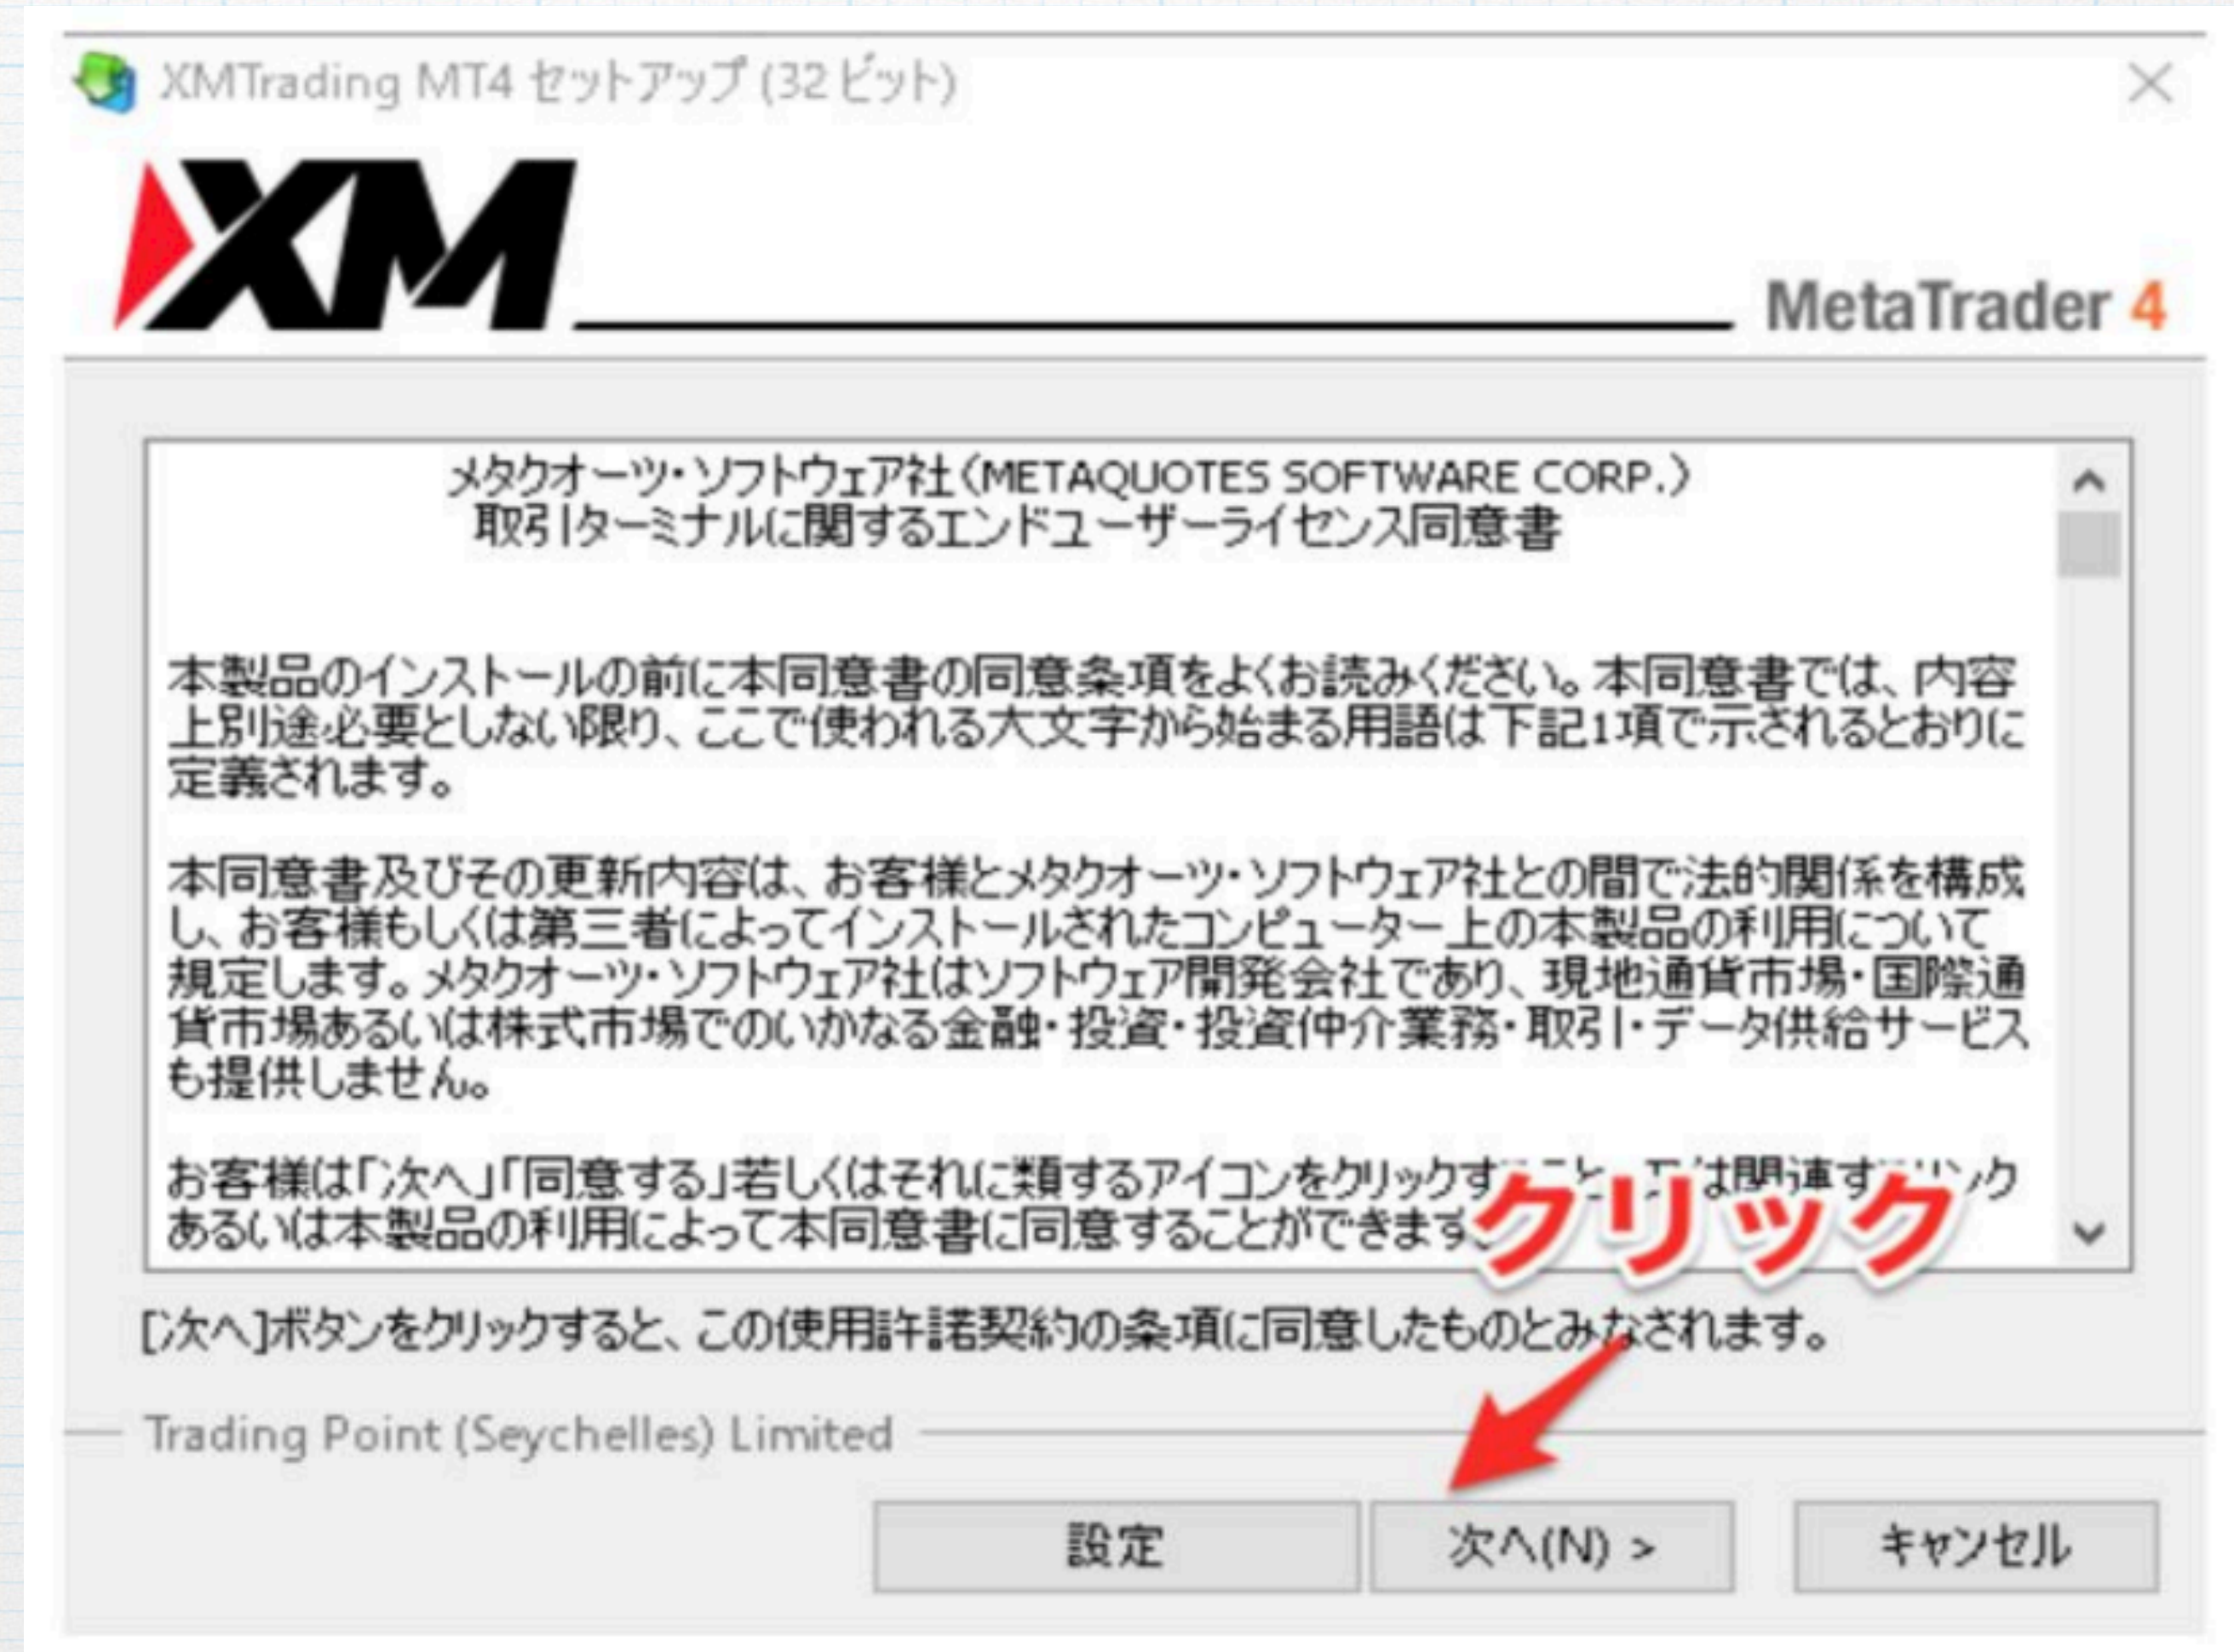 XMTrading MT4 セットアップ (32 ビット)
XM
MetaTrader 4
メタクオーツ・ソフトウェア社〈METAQUOTES SOFTWARE CORP.〉
取引ターミナルに関するエンドユーザーライセンス同意書
本製品のインストールの前に本同意書の同意条項をよくお読みください。本同意書では、内容
上別途必要としない限り、ここで使われる大文字から始まる用語は下記1項で示されるとおりに
定義されます。
本同意書及びその更新内容は、お客様とメタクオーツ・ソフトウェア社との間で法的関係を構成
し、お客様もしくは第三者によってインストールされたコンピューター上の本製品の利用について
規定します。メタクオーツ・ソフトウェア社はソフトウェア開発会社であり、現地通貨市場・国際通
貨市場あるいは株式市場でのいかなる金融・投資・投資仲介業務・取引・データ供給サービス
も提供しません。
お客様は「次へ」「同意する」若しくはそれに類するアイコンをクリックす こと は関連す ンク
あるいは本製品の利用によって本同意書に同意することができます
クリック
[次へ]ボタンをクリックすると、この使用許諾契約の条項に同意したものとみなされます。
Trading Point (Seychelles) Limited
設定
次へ(N) >
キャンセル